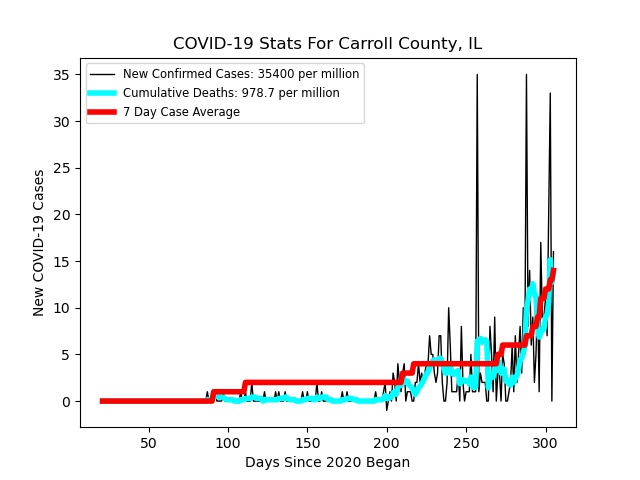 COVID-19 Stats For Carroll County, IL
New Confirmed Cases: 35400 per million
Cumulative Deaths: 978.7 per million
7 Day Case Average
35
30
25
20
15
10
5
0
New COVID-19 Cases
50 100 150 200 250 300
Days Since 2020 Began